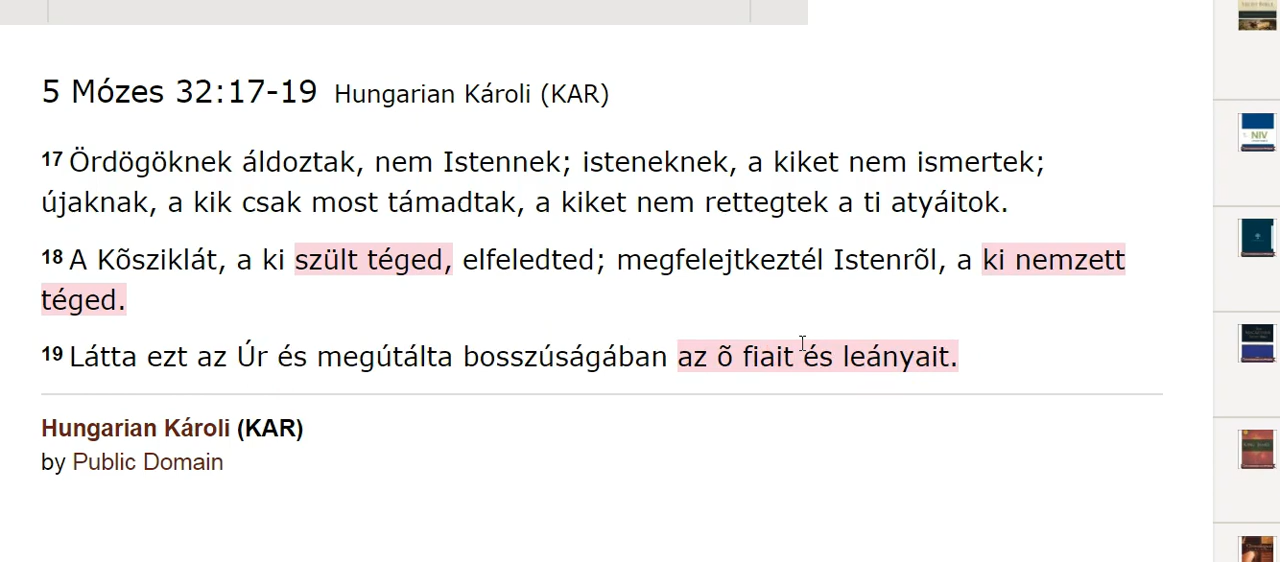 5 Mózes 32:17-19 Hungarian Károli (KAR)
17 Ördögöknek áldoztak, nem Istennek; isteneknek, a kiket nem ismertek;
újaknak, a kik csak most támadtak, a kiket nem rettegtek a ti atyáitok.
18 A Kõsziklát, a ki szült téged, elfeledted; megfelejtkeztél Istenrõl, a ki nemzett
téged.
19 Látta ezt az Úr és megútálta bosszúságában az õ fiait és leányait.
Hungarian Károli (KAR)
by Public Domain
NIV